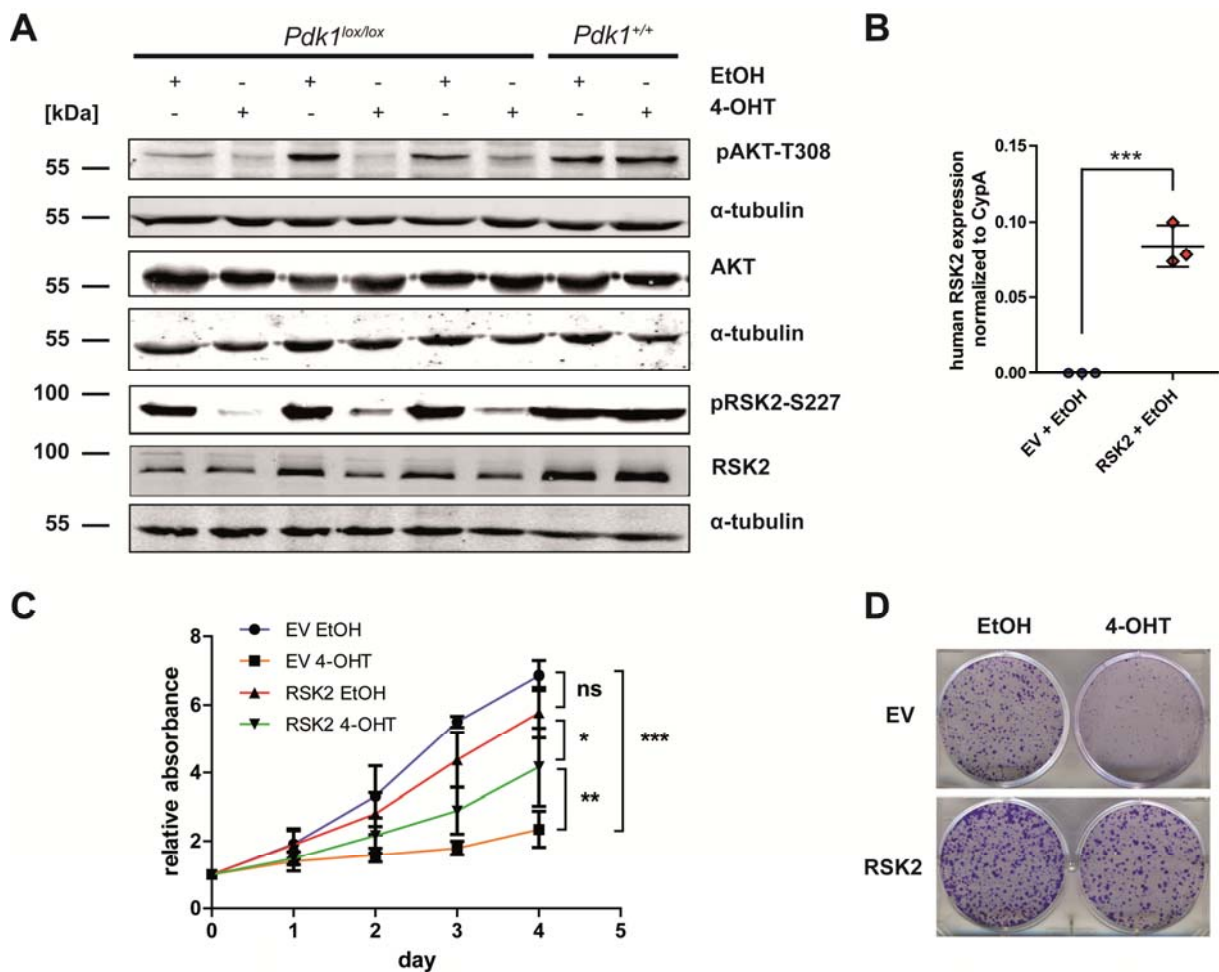 A
Pdk1lox/lox Pdk1+/+
+ - + - + - + - EtOH
[kDa] - + - + - + - + 4-OHT
55 pAKT-T308
55 α-tubulin
55 AKT
55 α-tubulin
100 pRSK2-S227
100 RSK2
55 α-tubulin
B
human RSK2 expression
normalized to CypA
***
0.15
0.10
0.05
0.00
EV + EtOH
RSK2 + EtOH
C
relative absorbance
8
6
4
2
0
EV EtOH
EV 4-OHT
RSK2 EtOH
RSK2 4-OHT
ns
*
**
***
0 1 2 3 4 5
day
D
EtOH 4-OHT
EV
RSK2